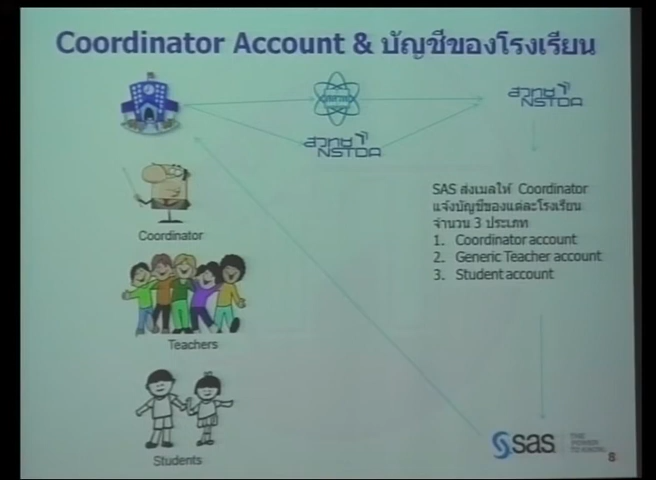 Coordinator Account & บัญชีของโรงเรียน
สวทช
NSTDA
สวทช
NSTDA
SAS ส่งเมลให้ Coordinator
แจ้งบัญชีของแต่ละโรงเรียน
จำนวน 3 ประเภท
1. Coordinator account
2. Generic Teacher account
3. Student account
Coordinator
Teachers
Students
sas
THE
POWER
TO KNOW.
8